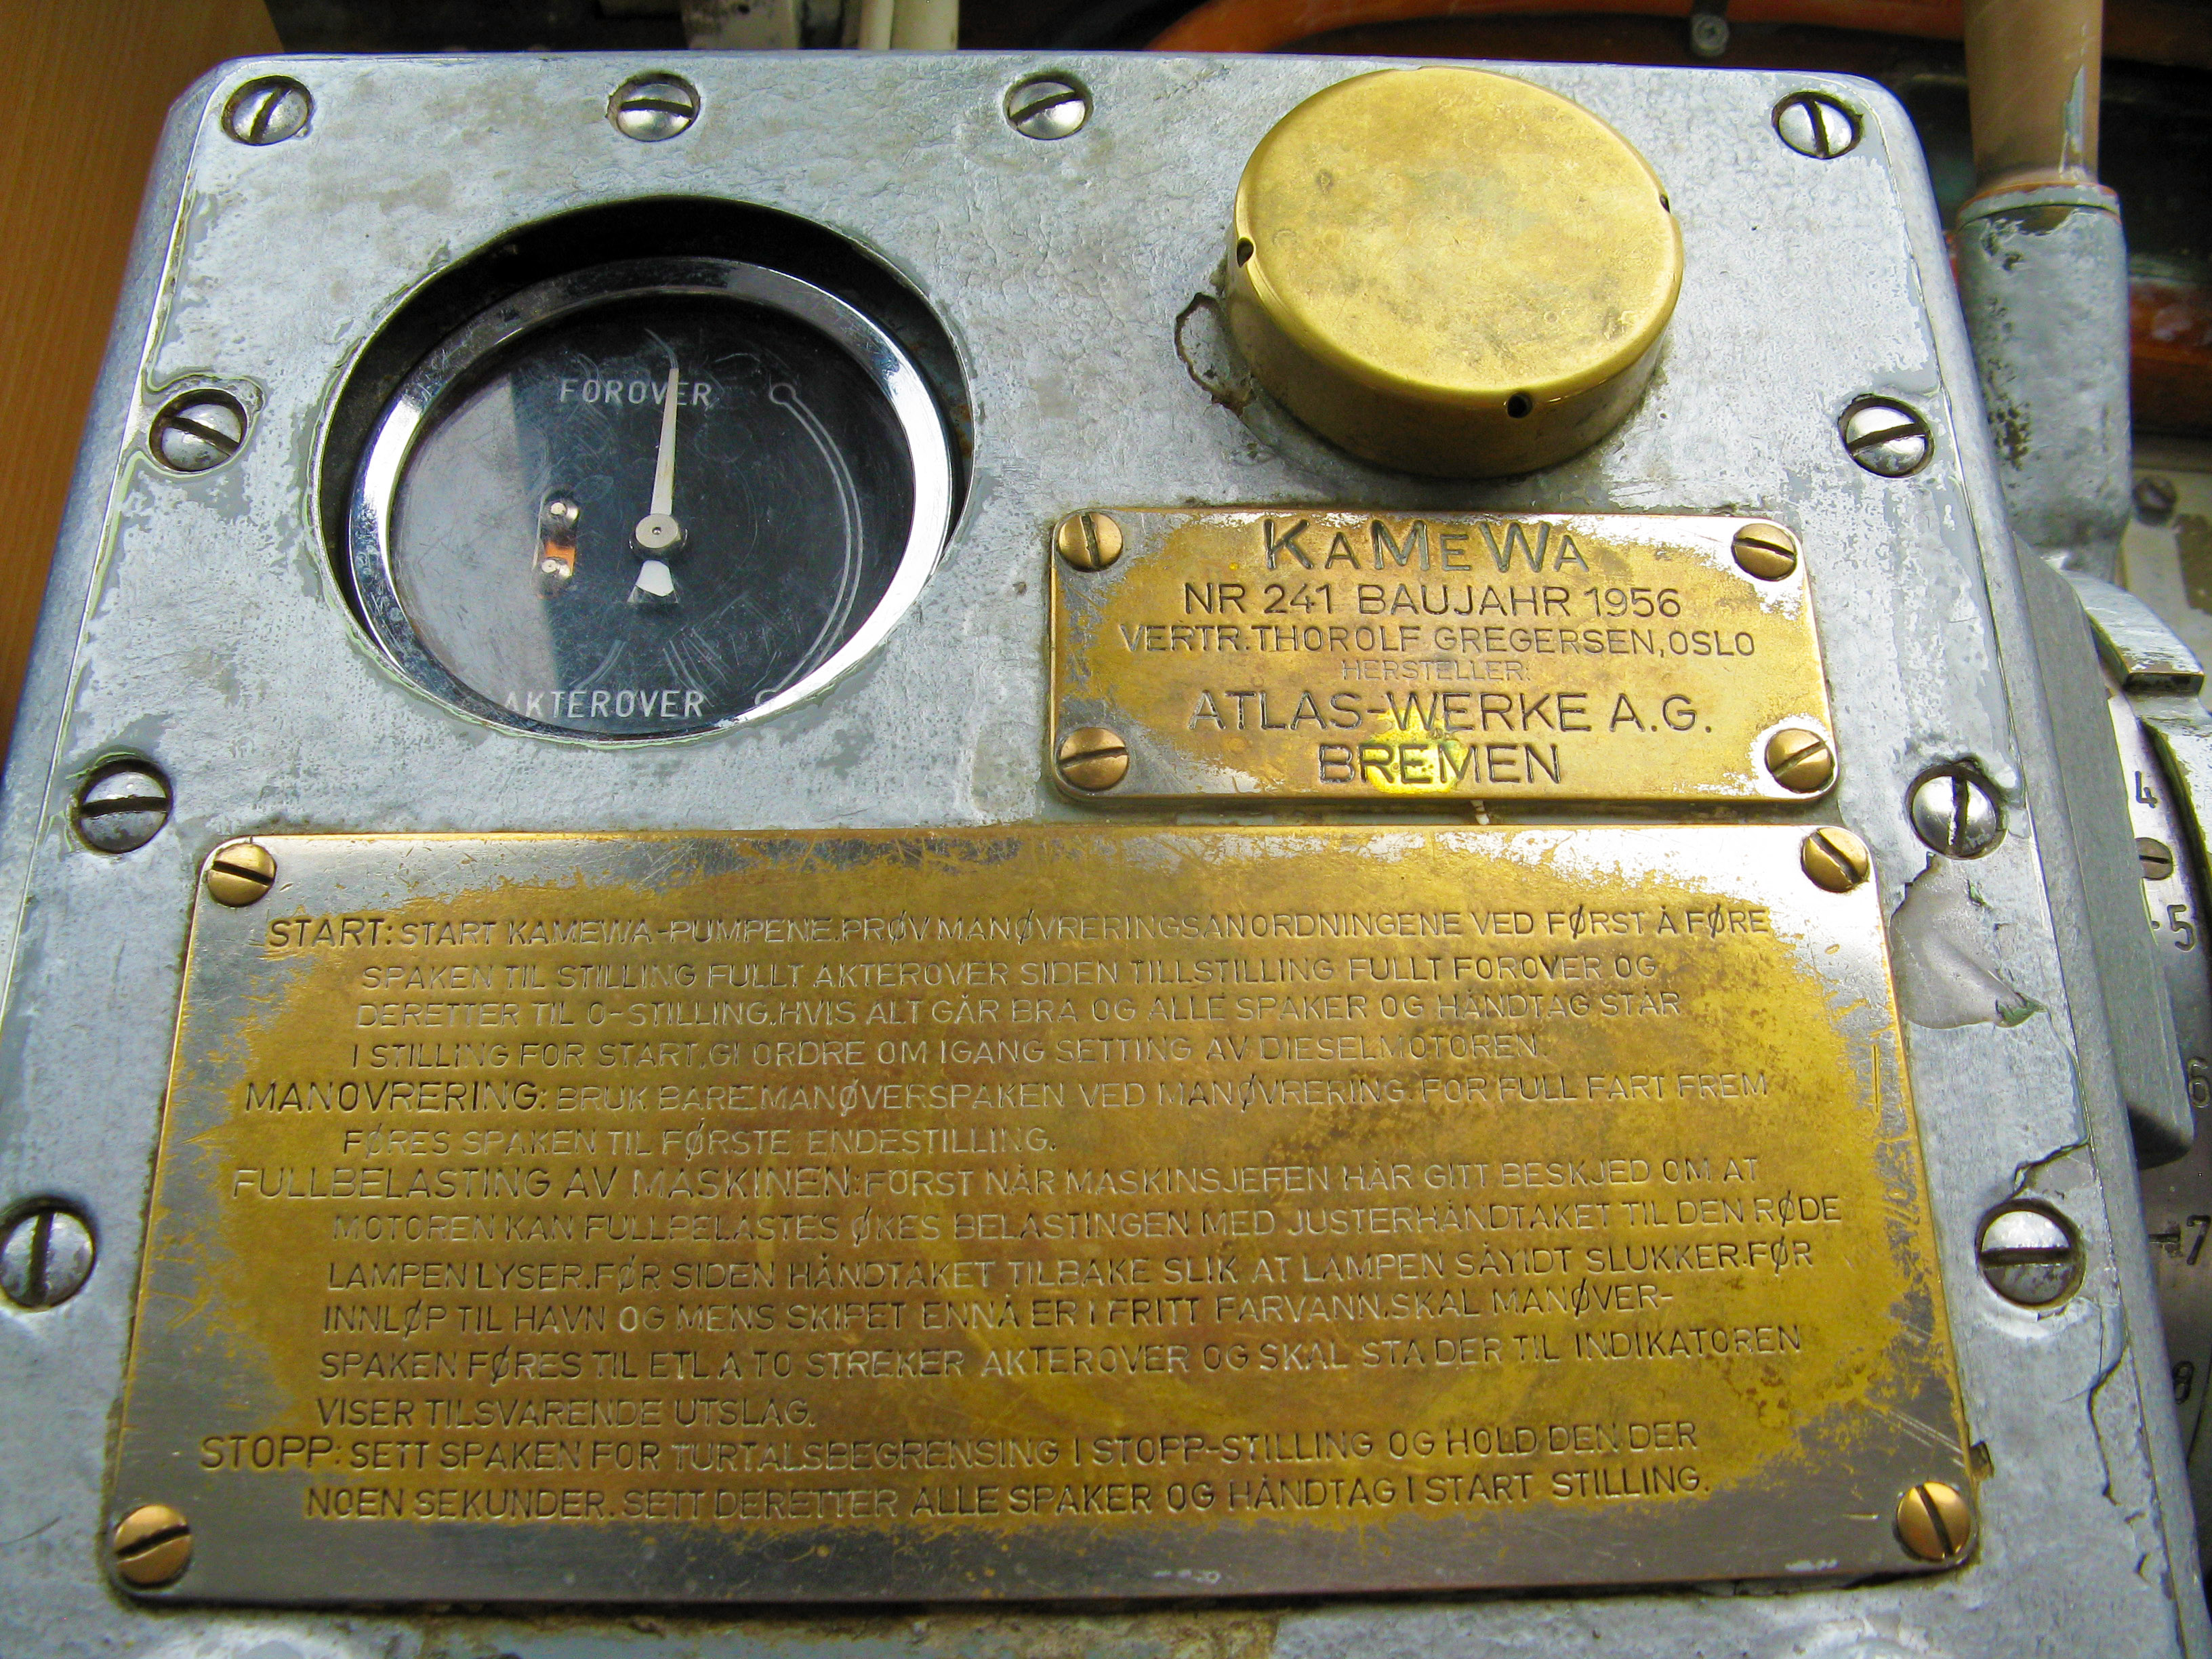 FOROVER
AKTEROVER
KAMEWA
NR 241 BAUJAHR 1956
VERTR. THOROLF GREGERSEN, OSLO
HERSTELLER:
ATLAS-WERKE A.G.
BREMEN
START: START KAMEWA-PUMPENE. PRØV MANØVRERINGSANORDNINGENE VED FØRST Å FØRE
SPAKEN TIL STILLING FULLT AKTEROVER SIDEN TILLSTILLING FULLT FOROVER OG
DERETTER TIL O-STILLING. HVIS ALT GÅR BRA OG ALLE SPAKER OG HÅNDTAG STÅR
I STILLING FOR START, GI ORDRE OM IGANG SETTING AV DIESELMOTOREN.
MANOVRERING: BRUK BARE MANØVERSPAKEN VED MANØVRERING. FOR FULL FART FREM
FØRES SPAKEN TIL FØRSTE ENDESTILLING.
FULLBELASTING AV MASKINEN: FØRST NÅR MASKINSJEFEN HAR GITT BESKJED OM AT
MOTOREN KAN FULLPELASTES ØKES BELASTINGEN MED JUSTERHÅNDTAKET TIL DEN RØDE
LAMPEN LYSER. FØR SIDEN HÅNDTAKET TILBAKE SLIK AT LAMPEN SÅVIDT SLUKKER. FØR
INNLØP TIL HAVN OG MENS SKIPET ENNÅ ER I FRITT FARVANN, SKAL MANØVER-
SPAKEN FØRES TIL ETL A TO STREKER AKTEROVER OG SKAL STA DER TIL INDIKATOREN
VISER TILSVARENDE UTSLAG.
STOPP: SETT SPAKEN FOR TURTALSBEGRENSING I STOPP-STILLING OG HOLD DEN DER
NOEN SEKUNDER. SETT DERETTER ALLE SPAKER OG HÅNDTAG I START STILLING.
4
5
6
7
8